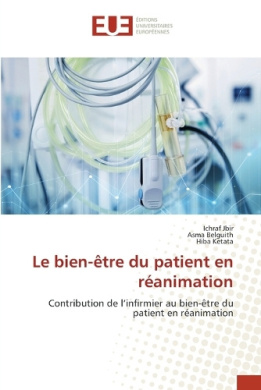 EUE
ÉDITIONS
UNIVERSITAIRES
EUROPÉENNES
Ichraf Jbir
Asma Belguith
Hiba Ketata
Le bien-être du patient en
réanimation
Contribution de l'infirmier au bien-être du
patient en réanimation